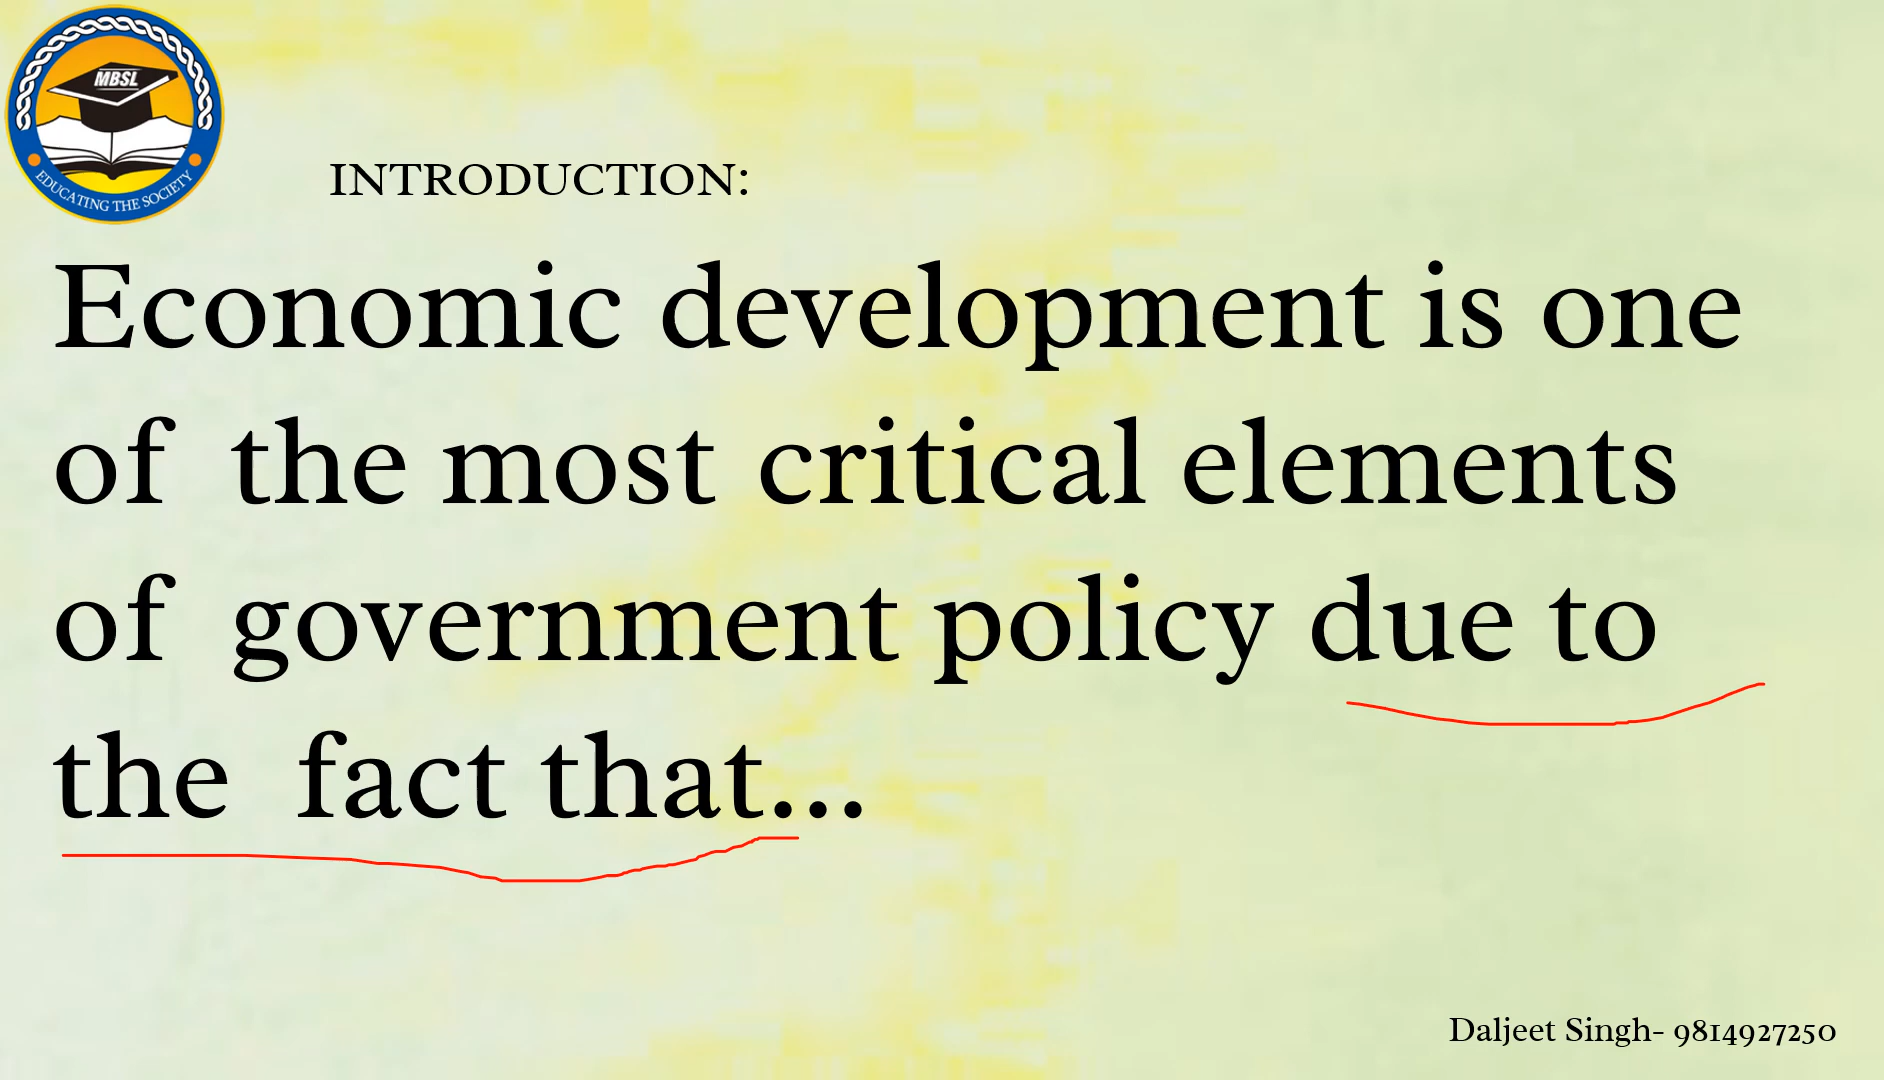 MBSL
EDUCATING THE SOCIETY
INTRODUCTION:
Economic development is one
of the most critical elements
of government policy due to
the fact that...
Daljeet Singh- 9814927250